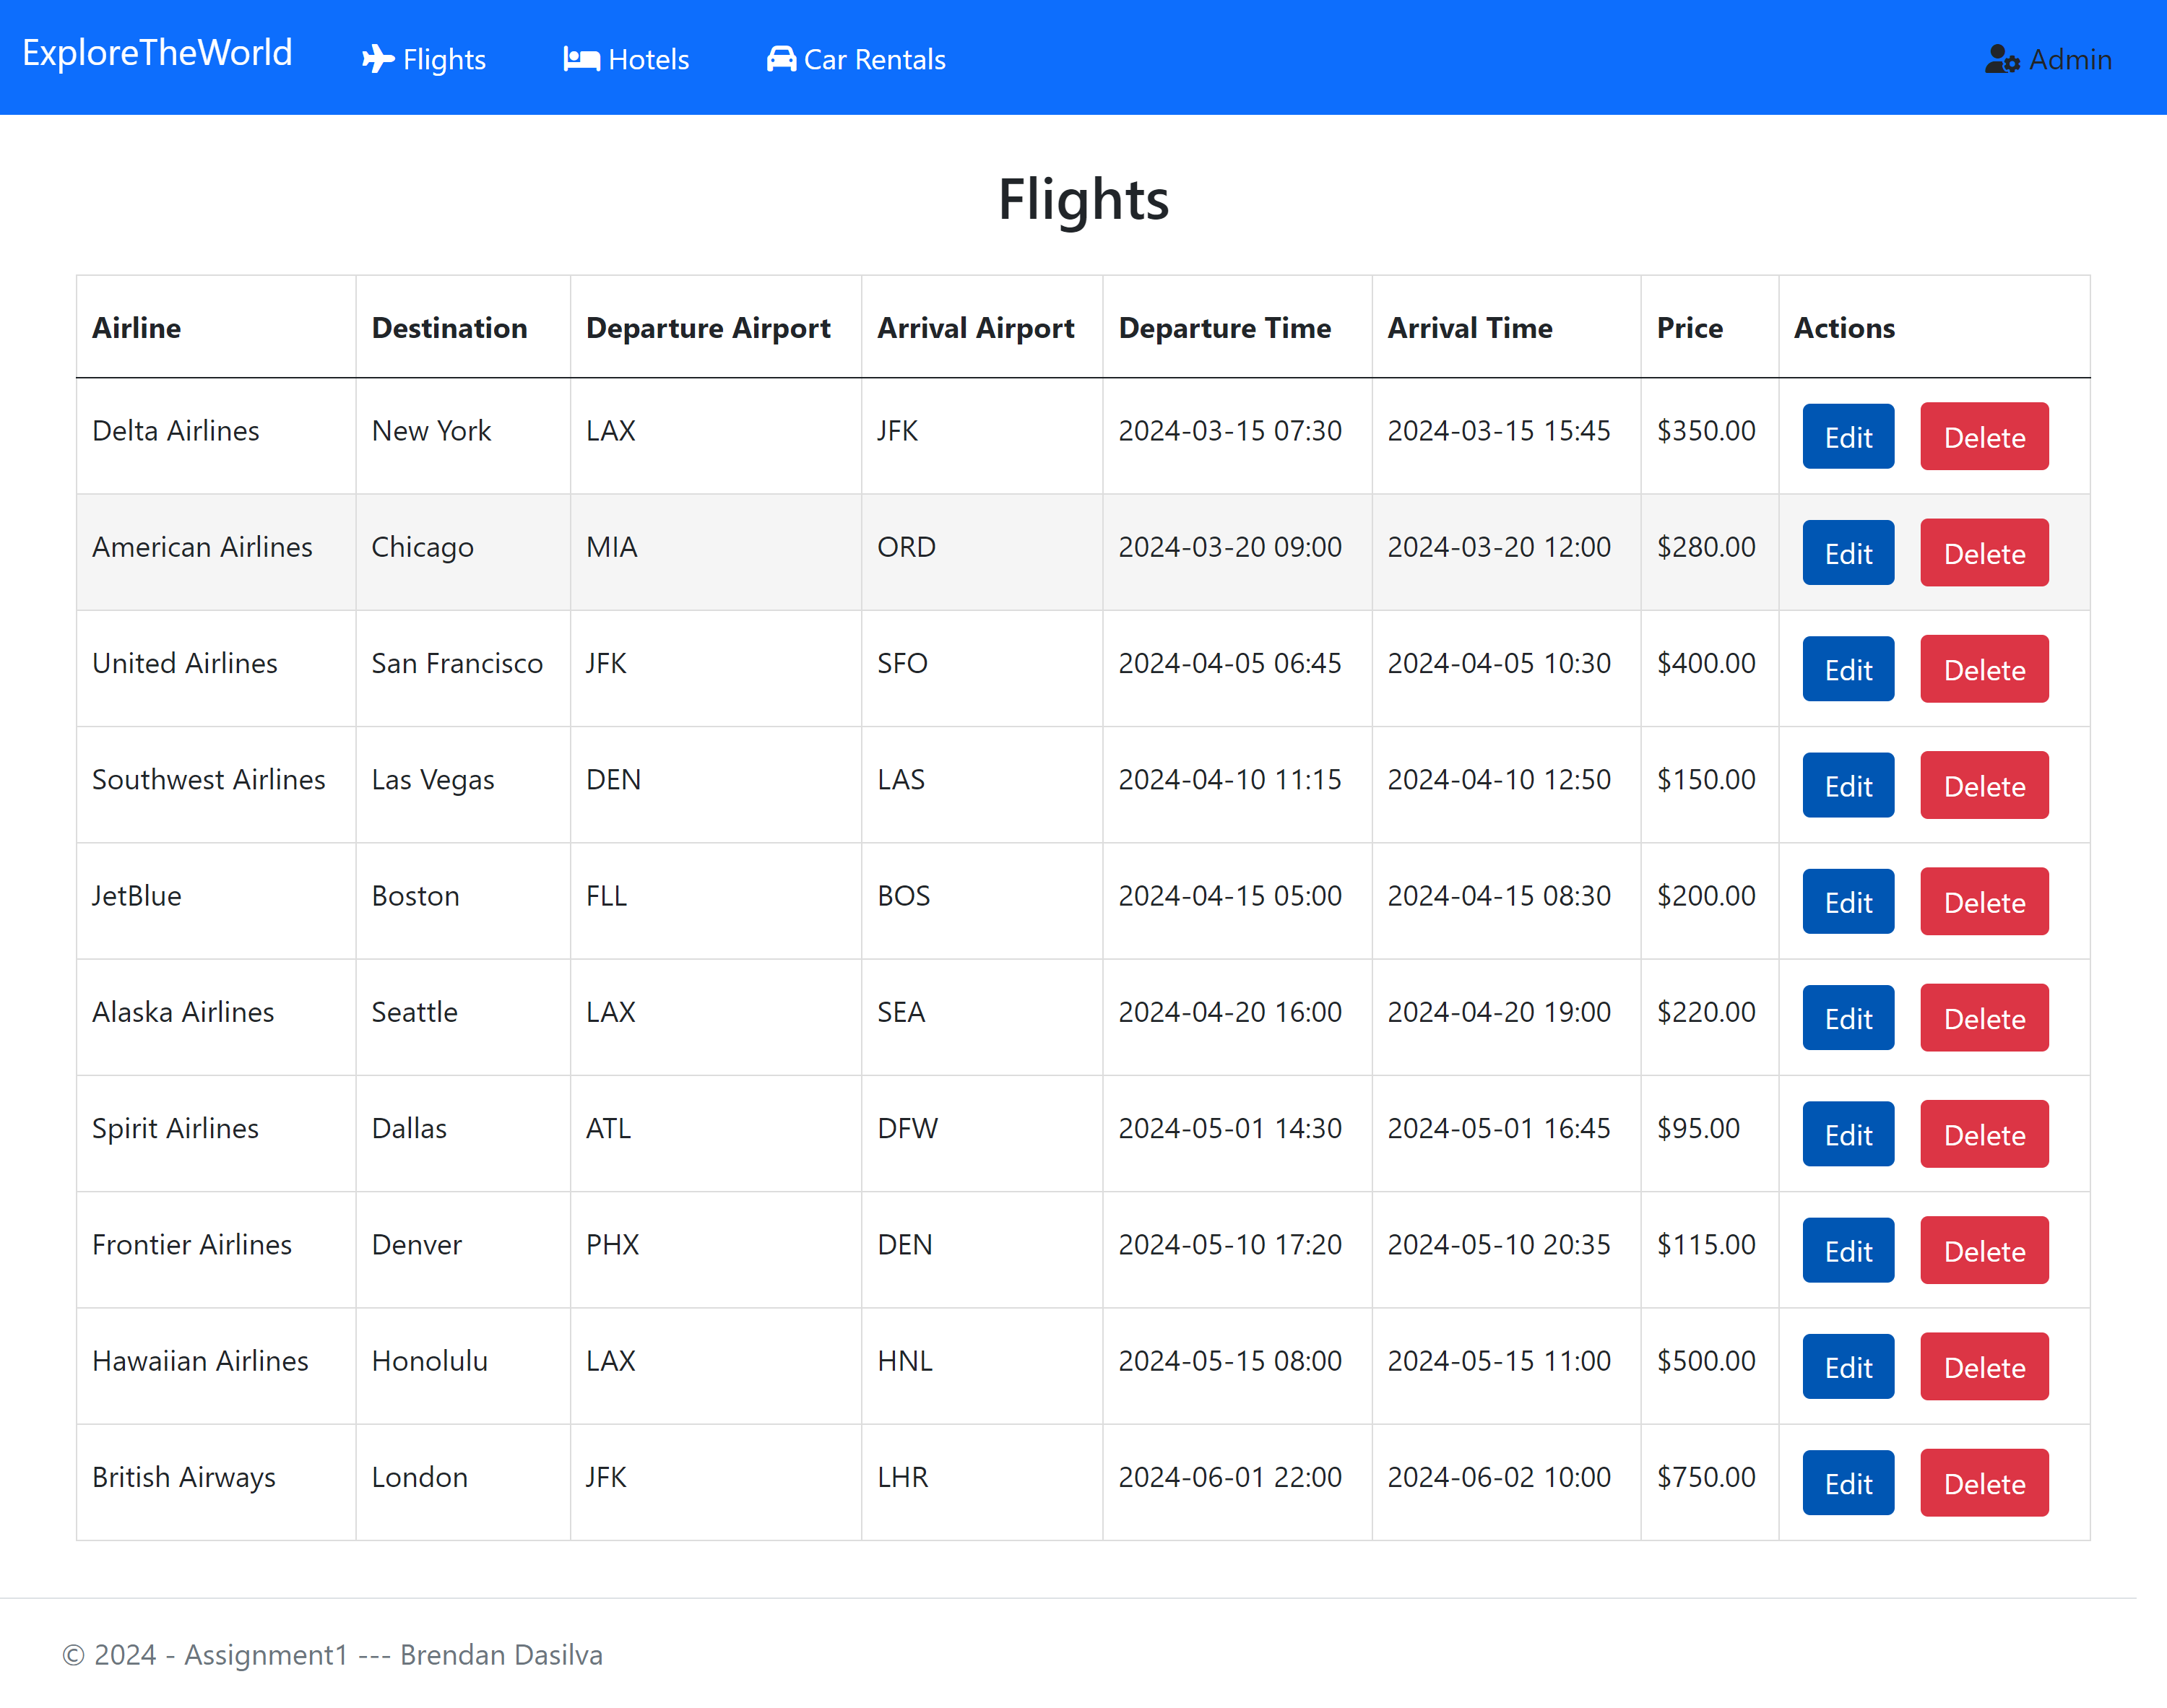 ExploreTheWorld Flights Hotels Car Rentals Admin
Flights
Airline Destination Departure Airport Arrival Airport Departure Time Arrival Time Price Actions
Delta Airlines New York LAX JFK 2024-03-15 07:30 2024-03-15 15:45 $350.00 Edit Delete
American Airlines Chicago MIA ORD 2024-03-20 09:00 2024-03-20 12:00 $280.00 Edit Delete
United Airlines San Francisco JFK SFO 2024-04-05 06:45 2024-04-05 10:30 $400.00 Edit Delete
Southwest Airlines Las Vegas DEN LAS 2024-04-10 11:15 2024-04-10 12:50 $150.00 Edit Delete
JetBlue Boston FLL BOS 2024-04-15 05:00 2024-04-15 08:30 $200.00 Edit Delete
Alaska Airlines Seattle LAX SEA 2024-04-20 16:00 2024-04-20 19:00 $220.00 Edit Delete
Spirit Airlines Dallas ATL DFW 2024-05-01 14:30 2024-05-01 16:45 $95.00 Edit Delete
Frontier Airlines Denver PHX DEN 2024-05-10 17:20 2024-05-10 20:35 $115.00 Edit Delete
Hawaiian Airlines Honolulu LAX HNL 2024-05-15 08:00 2024-05-15 11:00 $500.00 Edit Delete
British Airways London JFK LHR 2024-06-01 22:00 2024-06-02 10:00 $750.00 Edit Delete
© 2024 - Assignment1 --- Brendan Dasilva